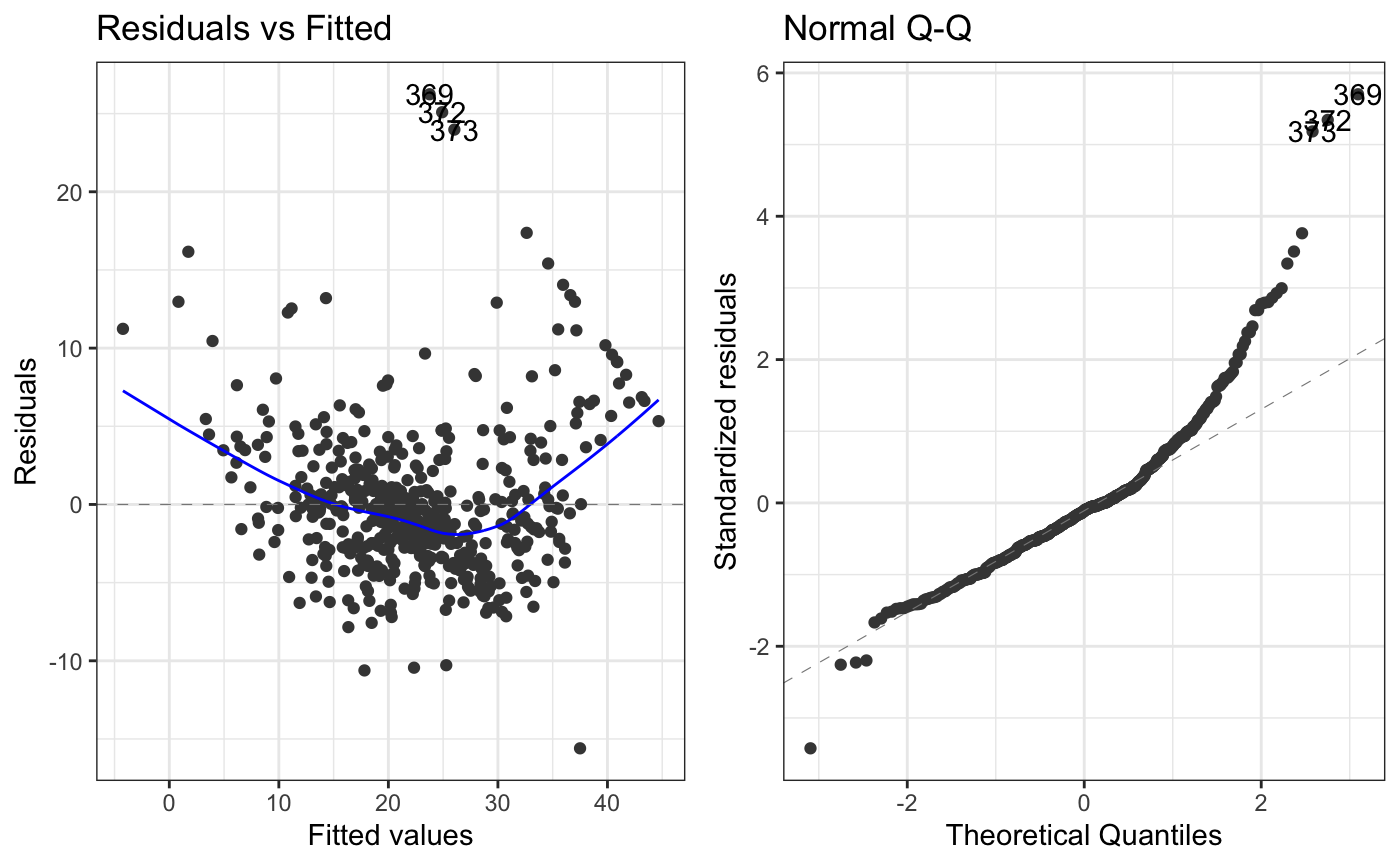 Residuals vs Fitted
369
372
373
20
10
0
-10
Residuals
0 10 20 30 40
Fitted values
Normal Q-Q
369
372
373
6
4
2
0
-2
Standardized residuals
-2 0 2
Theoretical Quantiles